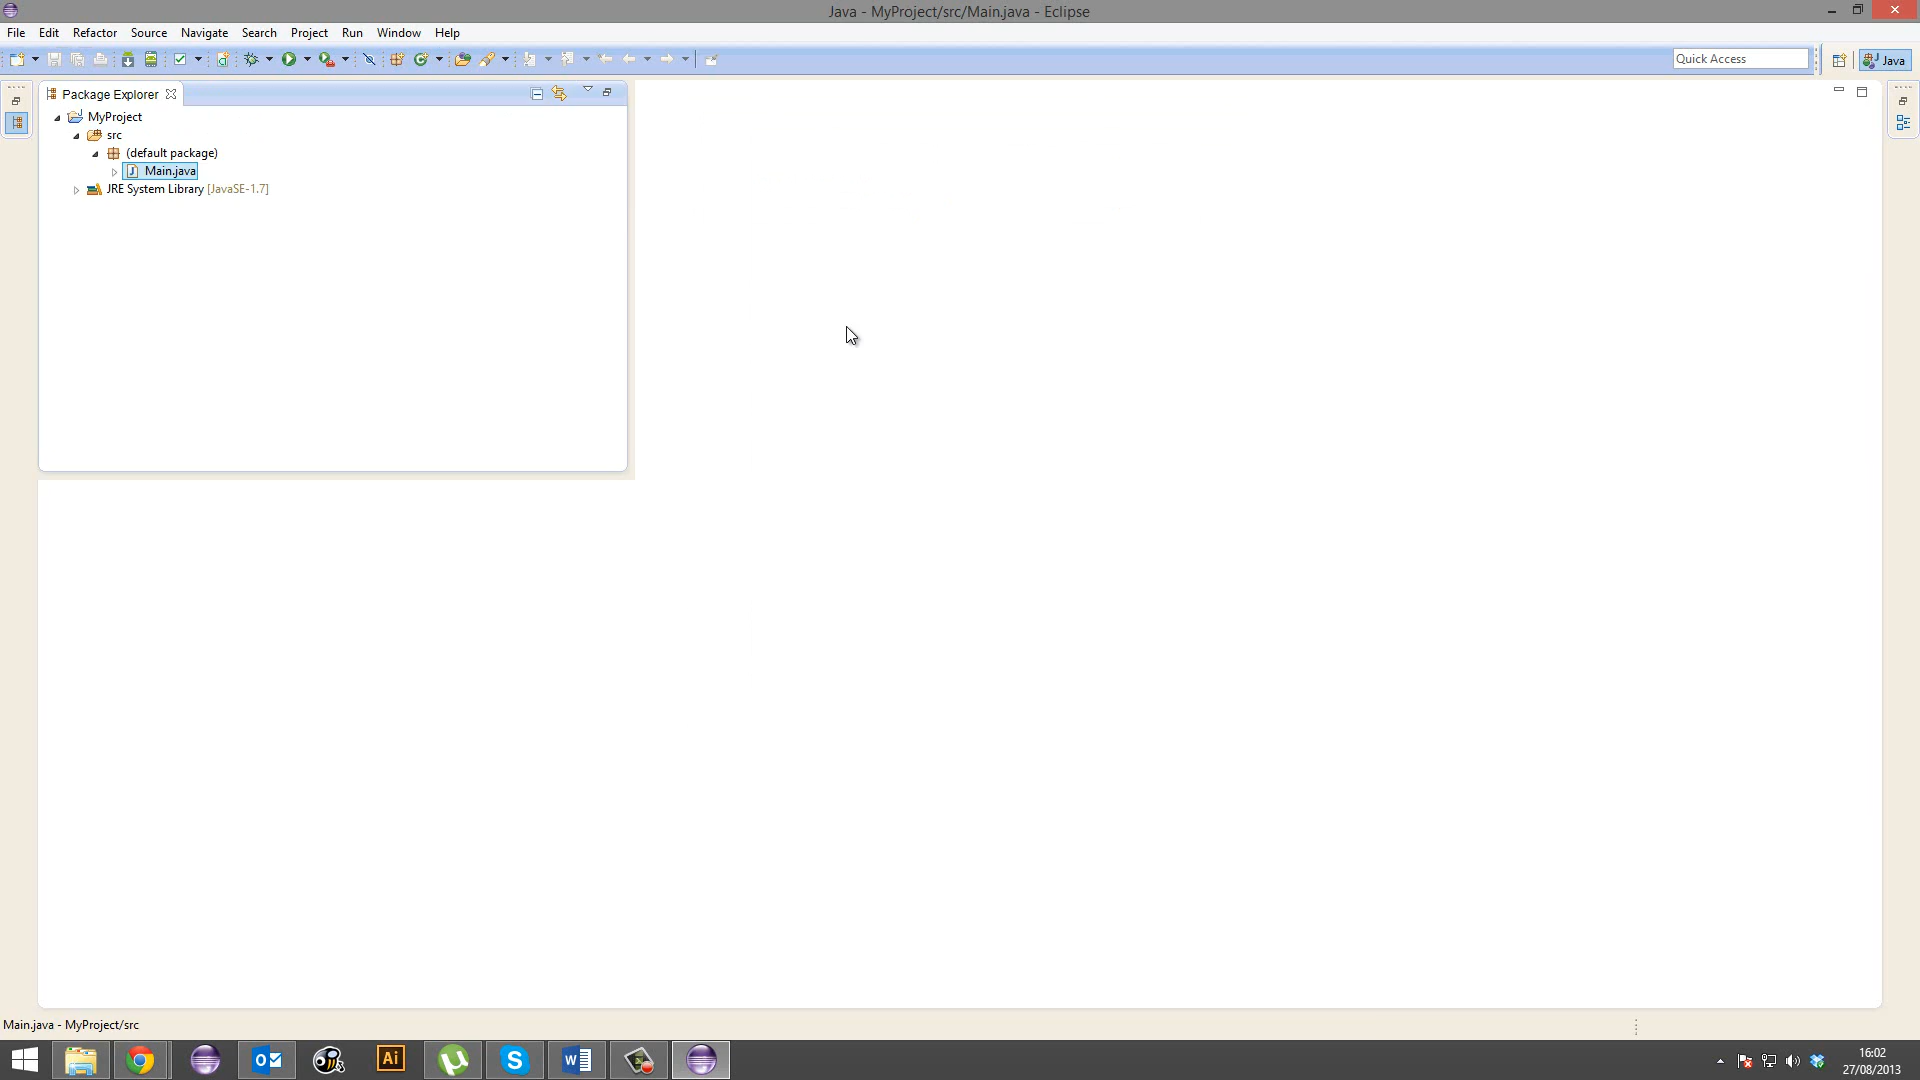 Java - MyProject/src/Main.java - Eclipse
File Edit Refactor Source Navigate Search Project Run Window Help
Quick Access
Java
Package Explorer
MyProject
src
(default package)
Main.java
JRE System Library [JavaSE-1.7]
Main.java - MyProject/src
Ai
16:02
27/08/2013